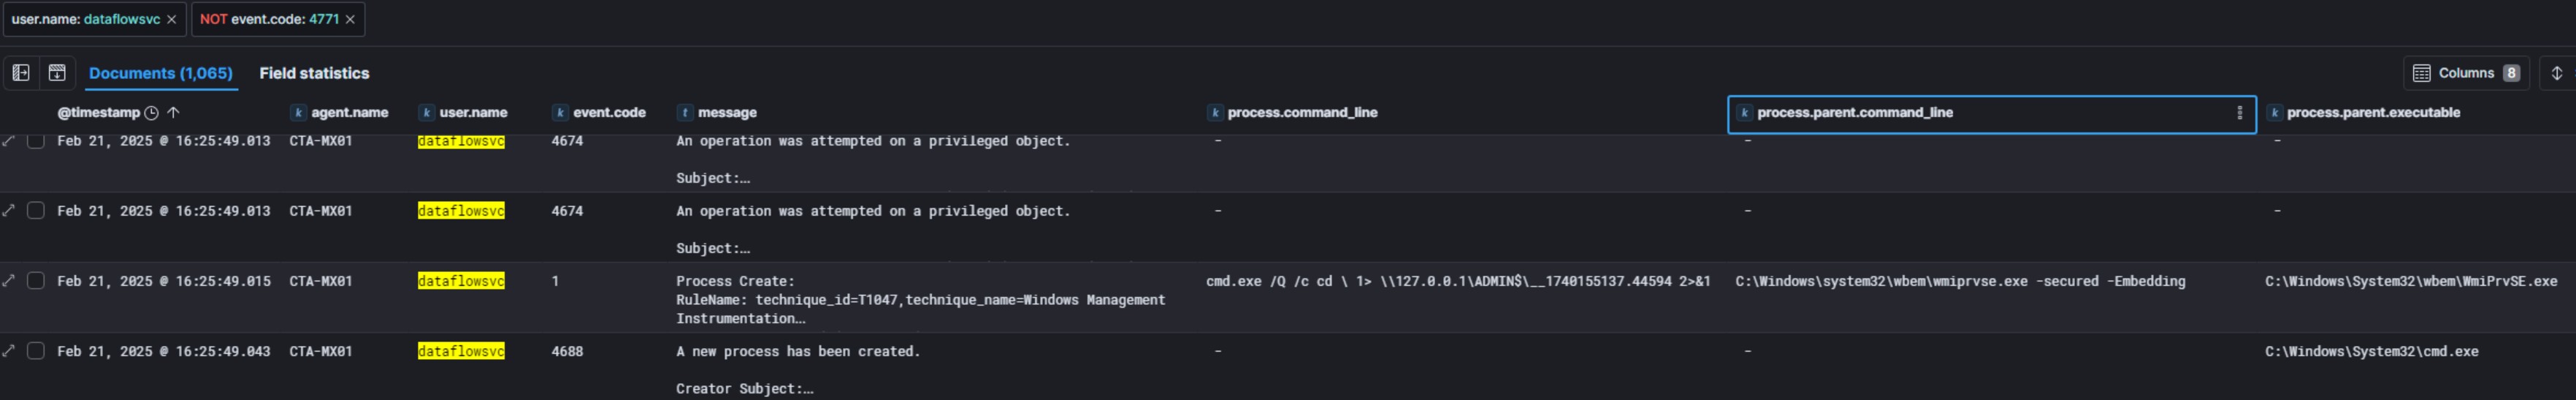 user.name: dataflowsvc × NOT event.code: 4771 ×
Documents (1,065) Field statistics Columns 8
@timestamp k agent.name k user.name k event.code t message k process.command_line k process.parent.command_line k process.parent.executable
Feb 21, 2025 @ 16:25:49.013 CTA-MX01 dataflowsvc 4674 An operation was attempted on a privileged object. - - -
Subject:…
Feb 21, 2025 @ 16:25:49.013 CTA-MX01 dataflowsvc 4674 An operation was attempted on a privileged object. - - -
Subject:…
Feb 21, 2025 @ 16:25:49.015 CTA-MX01 dataflowsvc 1 Process Create: cmd.exe /Q /c cd \ 1> \\127.0.0.1\ADMIN$\__1740155137.44594 2>&1 C:\Windows\system32\wbem\wmiprvse.exe -secured -Embedding C:\Windows\System32\wbem\WmiPrvSE.exe
RuleName: technique_id=T1047,technique_name=Windows Management
Instrumentation…
Feb 21, 2025 @ 16:25:49.043 CTA-MX01 dataflowsvc 4688 A new process has been created. - - C:\Windows\System32\cmd.exe
Creator Subject:…